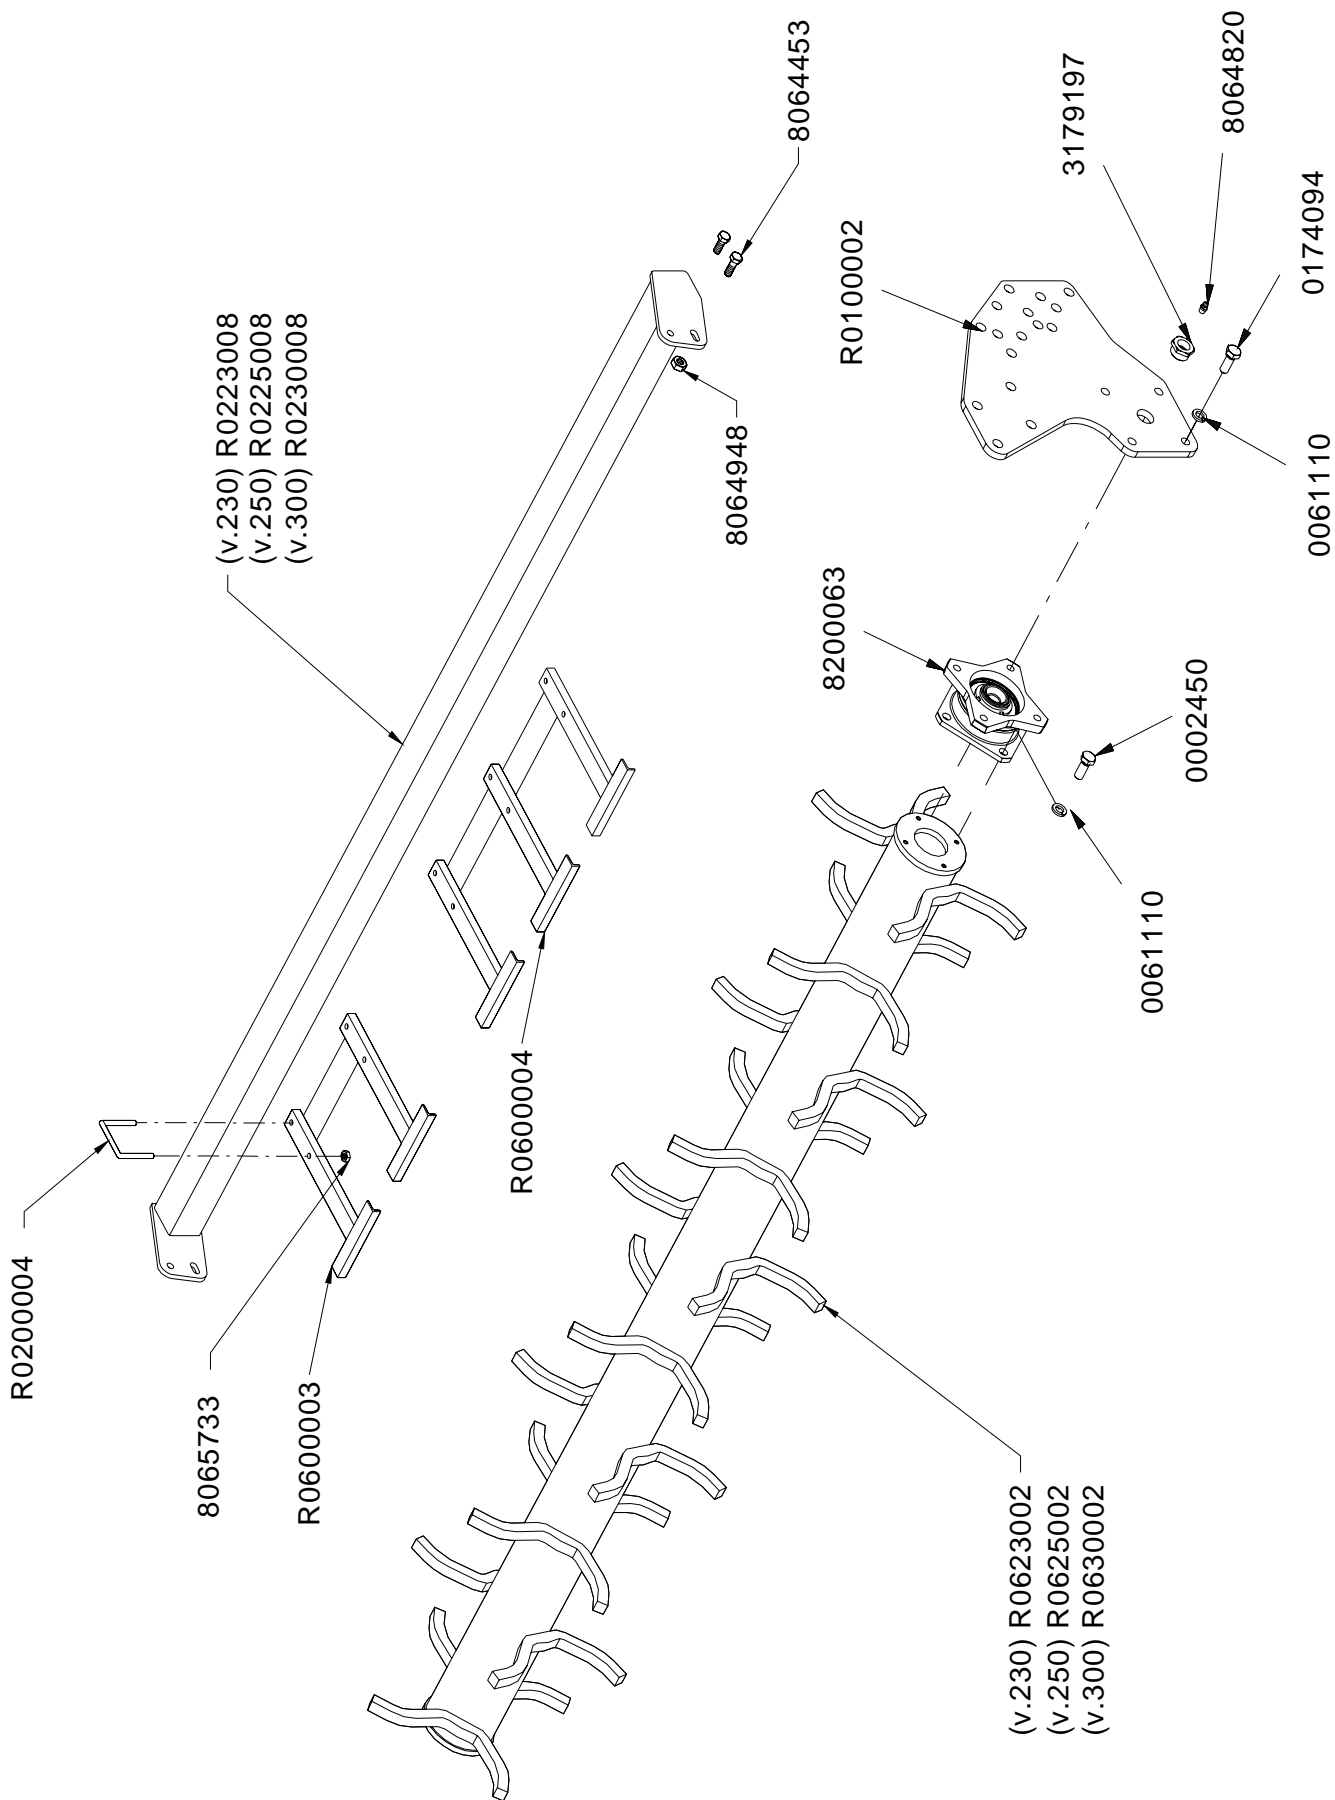 R0200004
8065733
R0600003
(v.230) R0223008
(v.250) R0225008
(v.300) R0230008
R0600004
8064948
8064453
8200063
R0100002
3179197
8064820
0174094
0061110
0002450
0061110
(v.230) R0623002
(v.250) R0625002
(v.300) R0630002